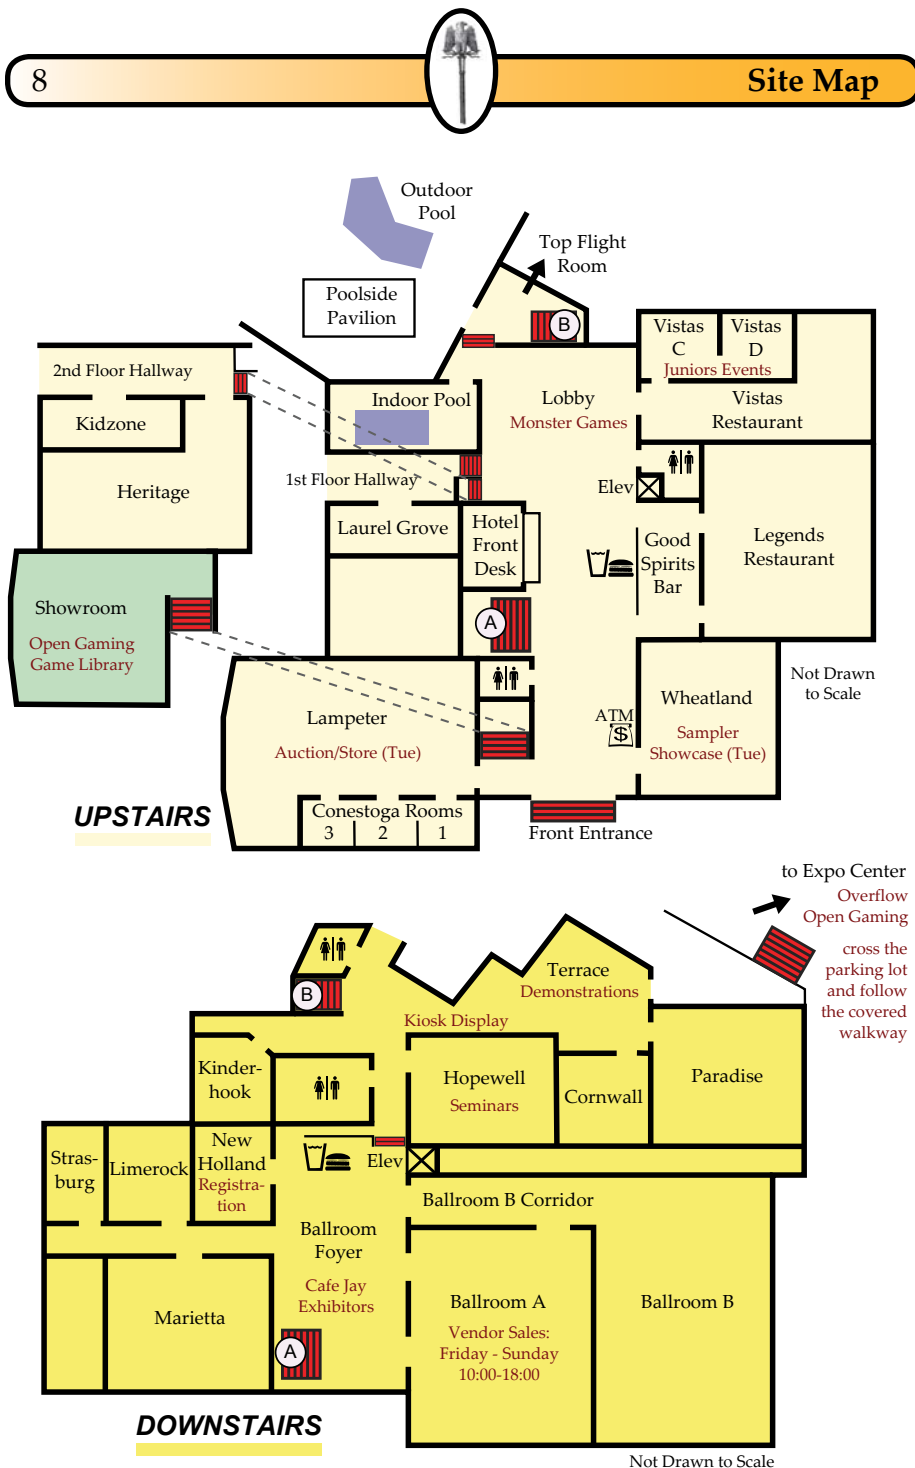 8
Site Map
Outdoor
Pool
Top Flight
Room
Poolside
Pavilion
B
Vistas
C
Vistas
D
Juniors Events
2nd Floor Hallway
Indoor Pool
Lobby
Monster Games
Vistas
Restaurant
Kidzone
Heritage
1st Floor Hallway
Elev
Laurel Grove
Hotel
Front
Desk
Good
Spirits
Bar
Legends
Restaurant
Showroom
Open Gaming
Game Library
A
Not Drawn
to Scale
Lampeter
Auction/Store (Tue)
ATM
$
Wheatland
Sampler
Showcase (Tue)
UPSTAIRS
Conestoga Rooms
3 2 1
Front Entrance
to Expo Center
Overflow
Open Gaming
cross the
parking lot
and follow
the covered
walkway
B
Terrace
Demonstrations
Kiosk Display
Kinder-
hook
Hopewell
Seminars
Cornwall
Paradise
Stras-
burg
Limerock
New
Holland
Registra-
tion
Elev
Ballroom B Corridor
Ballroom
Foyer
Cafe Jay
Exhibitors
Marietta
A
Ballroom A
Vendor Sales:
Friday - Sunday
10:00-18:00
Ballroom B
DOWNSTAIRS
Not Drawn to Scale